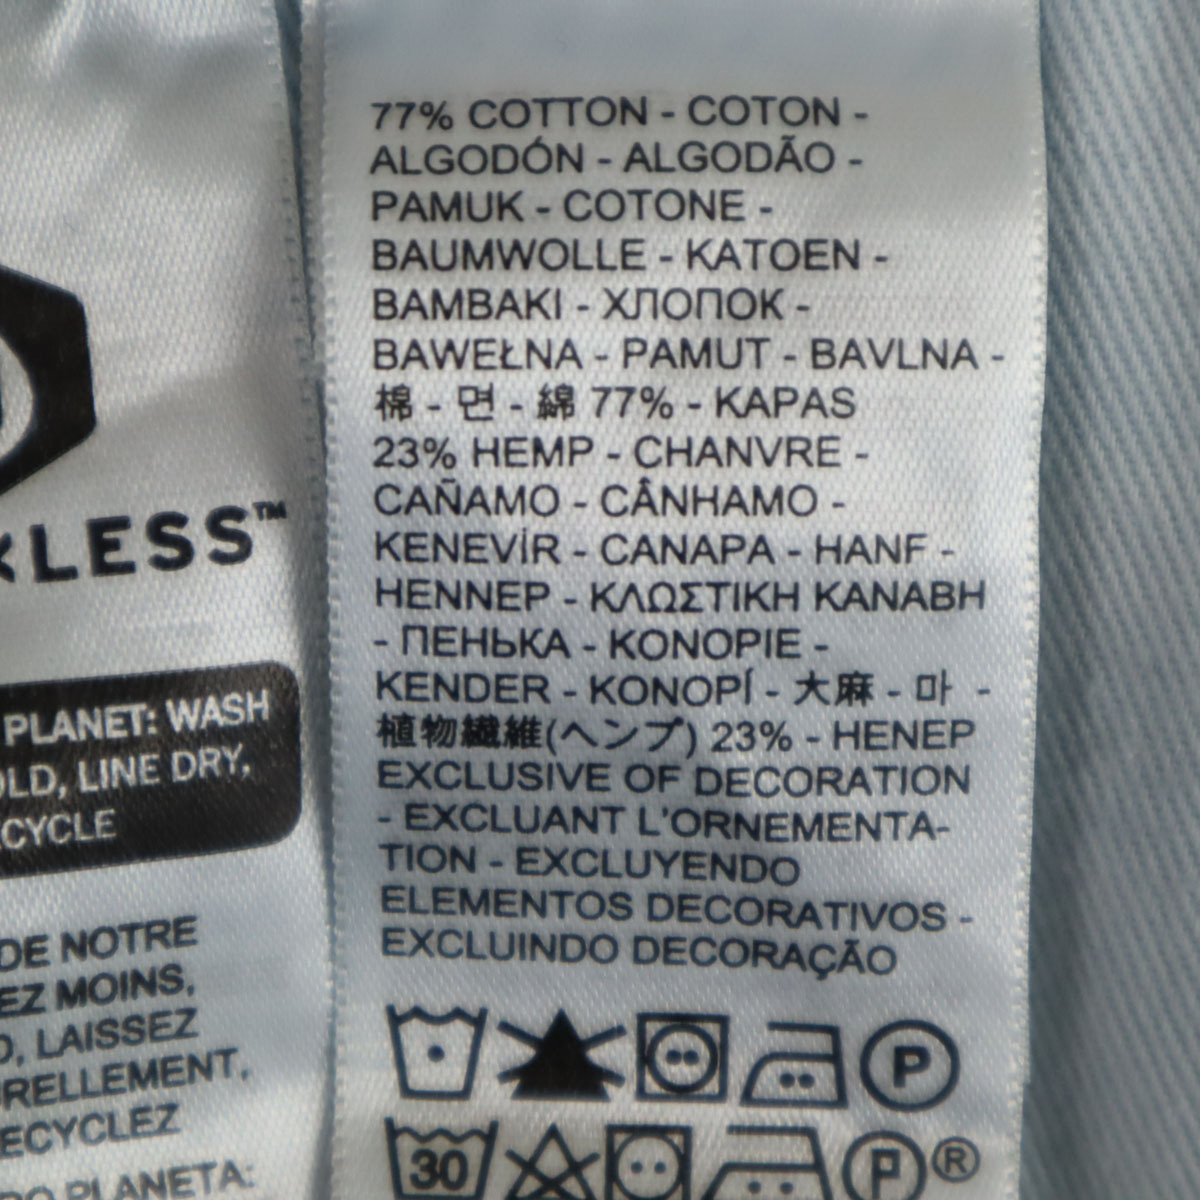 LESS™
PLANET: WASH
OLD, LINE DRY,
CYCLE
DE NOTRE
EZ MOINS,
LAISSEZ
RELLEMENT,
ECYCLEZ
PLANETA:
77% COTTON - COTON -
ALGODÓN - ALGODÃO -
PAMUK - COTONE -
BAUMWOLLE - KATOEN -
BAMBAKI - ХЛОПОК -
BAWEŁNA - PAMUT - BAVLNA -
棉 - 면 - 綿 77% - KAPAS
23% HEMP - CHANVRE -
CAÑAMO - CÂNHAMO -
KENEVİR - CANAPA - HANF -
HENNEP - ΚΛΩΣΤΙΚΗ ΚΑΝΑΒΗ
- ПЕНЬКА - KONOPIE -
KENDER - KONOPÍ - 大麻 - 마 -
植物繊維(ヘンプ) 23% - HENEP
EXCLUSIVE OF DECORATION
- EXCLUANT L'ORNEMENTA-
TION - EXCLUYENDO
ELEMENTOS DECORATIVOS -
EXCLUINDO DECORAÇÃO
P
30 P ®